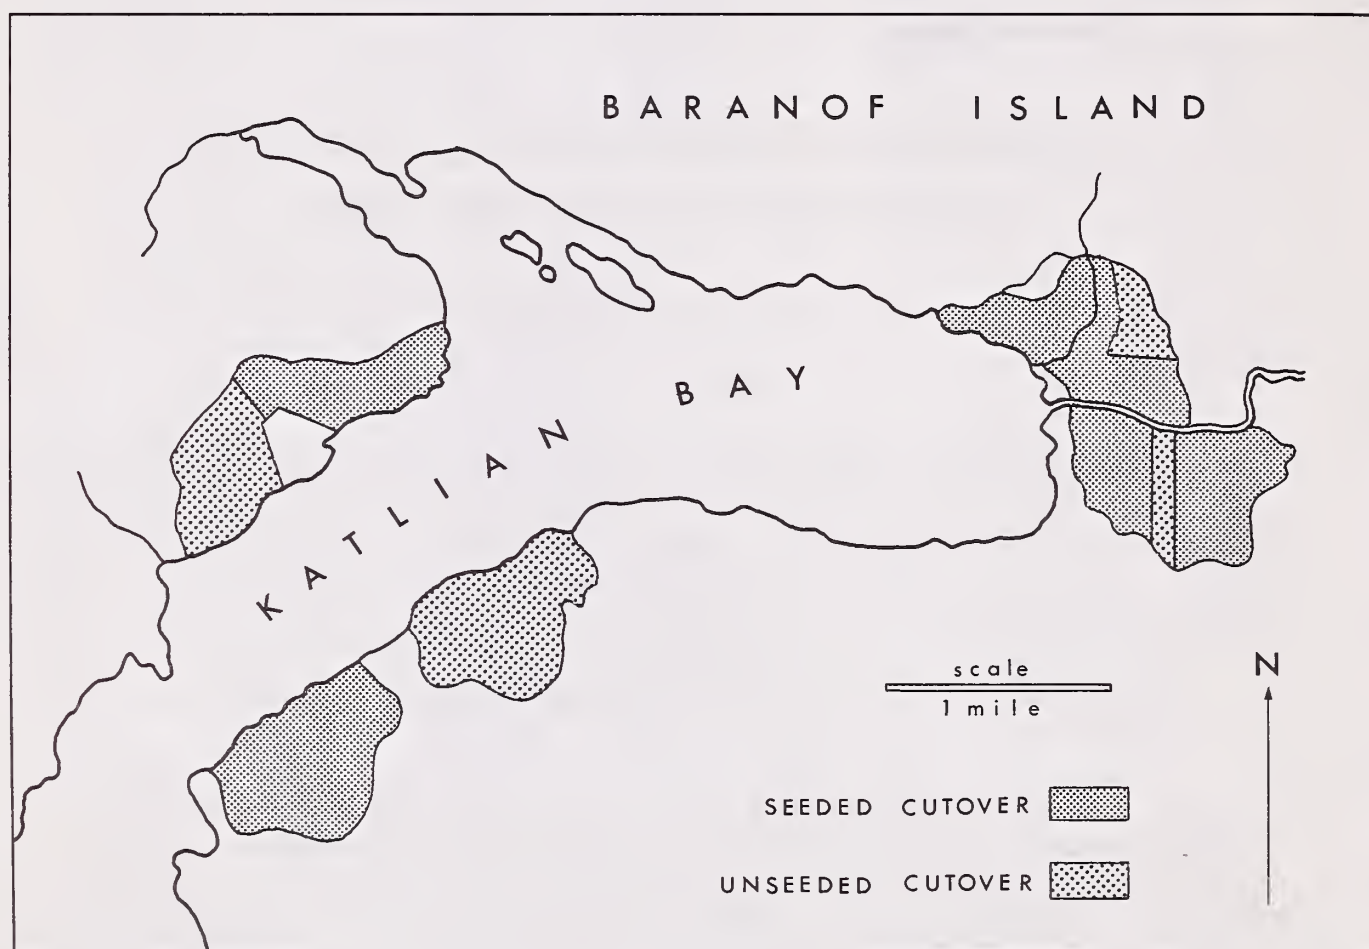 BARANOF ISLAND
KATLIAN BAY
N
scale
1 mile
SEEDED CUTOVER
UNSEEDED CUTOVER